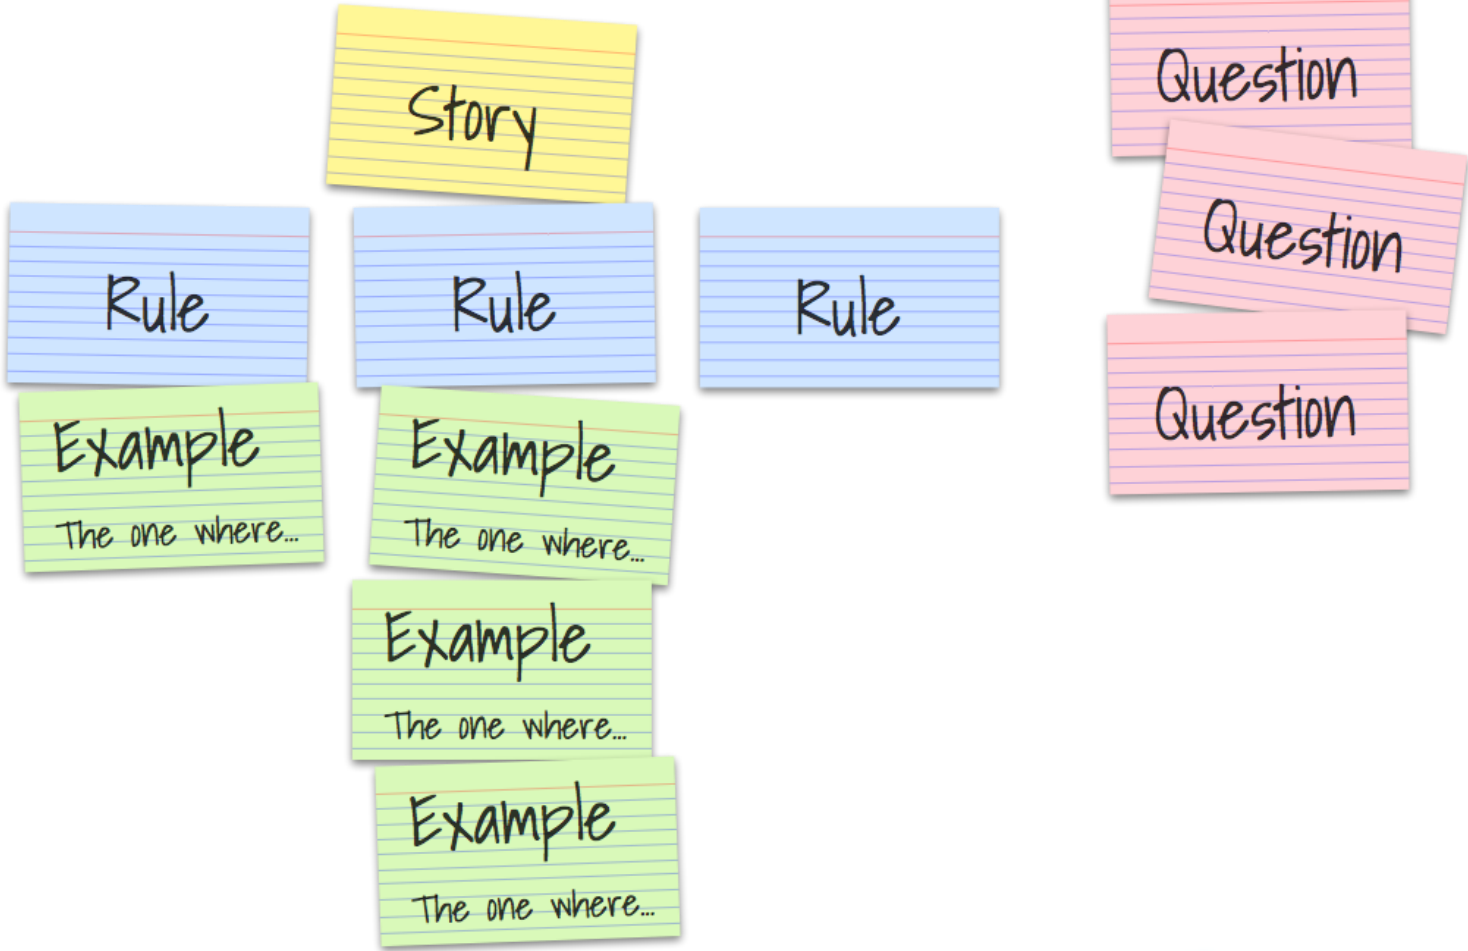 Story
Rule
Rule
Rule
Example
The one where...
Example
The one where...
Example
The one where...
Example
The one where...
Question
Question
Question